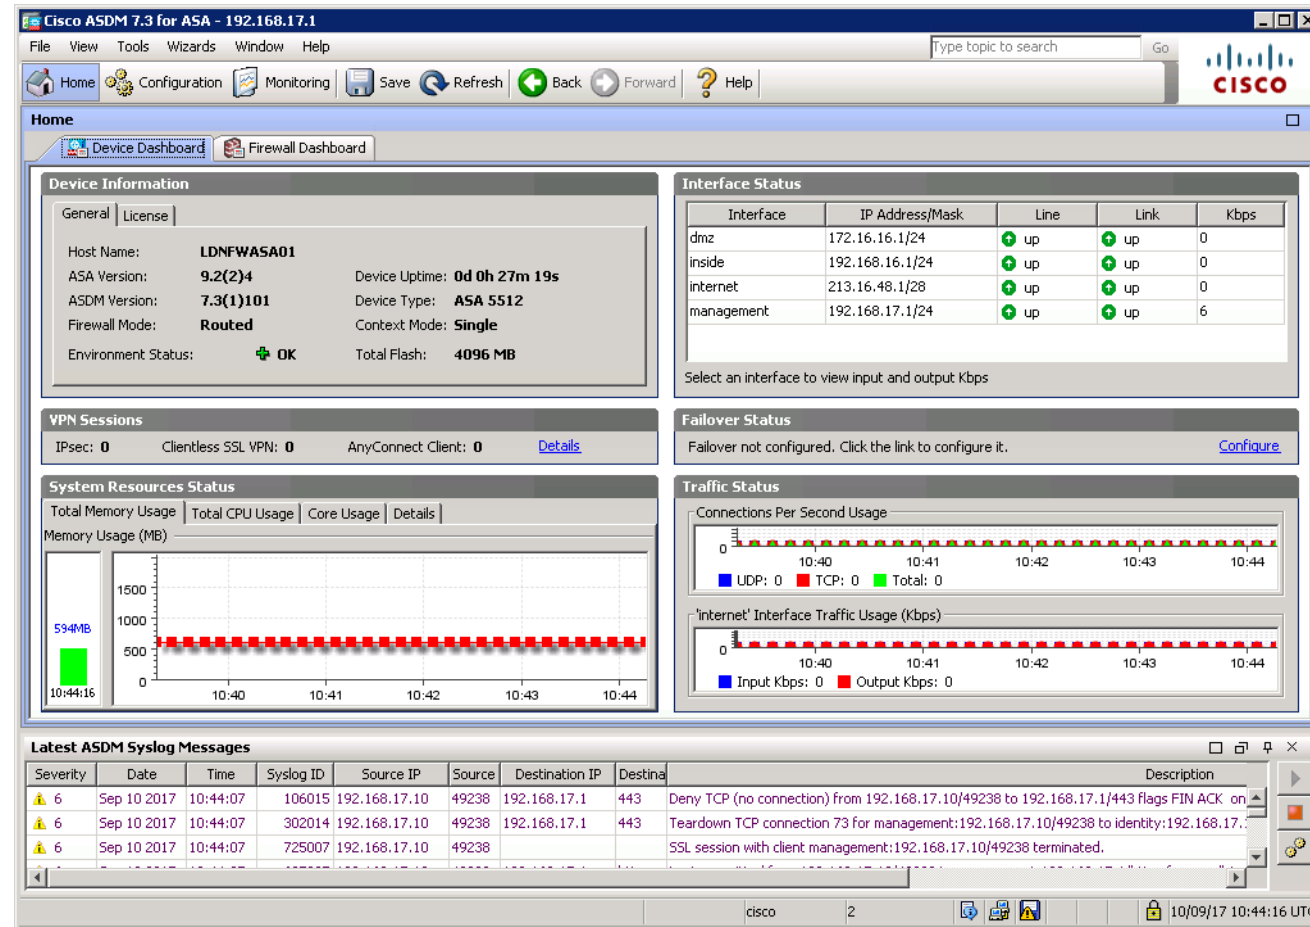 Cisco ASDM 7.3 for ASA - 192.168.17.1
File View Tools Wizards Window Help
Type topic to search Go
Home Configuration Monitoring Save Refresh Back Forward Help
CISCO
Home
Device Dashboard Firewall Dashboard
Device Information
General License
Host Name: LDNFWASA01
ASA Version: 9.2(2)4 Device Uptime: 0d 0h 27m 19s
ASDM Version: 7.3(1)101 Device Type: ASA 5512
Firewall Mode: Routed Context Mode: Single
Environment Status: OK Total Flash: 4096 MB
Interface Status
Interface IP Address/Mask Line Link Kbps
dmz 172.16.16.1/24 up up 0
inside 192.168.16.1/24 up up 0
internet 213.16.48.1/28 up up 0
management 192.168.17.1/24 up up 6
Select an interface to view input and output Kbps
VPN Sessions
IPsec: 0 Clientless SSL VPN: 0 AnyConnect Client: 0 Details
Failover Status
Failover not configured. Click the link to configure it. Configure
System Resources Status
Total Memory Usage Total CPU Usage Core Usage Details
Memory Usage (MB)
594MB
10:44:16
1500
1000
500
0
10:40 10:41 10:42 10:43 10:44
Traffic Status
Connections Per Second Usage
0
10:40 10:41 10:42 10:43 10:44
UDP: 0 TCP: 0 Total: 0
'internet' Interface Traffic Usage (Kbps)
0
10:40 10:41 10:42 10:43 10:44
Input Kbps: 0 Output Kbps: 0
Latest ASDM Syslog Messages
Severity Date Time Syslog ID Source IP Source Destination IP Destina Description
6 Sep 10 2017 10:44:07 106015 192.168.17.10 49238 192.168.17.1 443 Deny TCP (no connection) from 192.168.17.10/49238 to 192.168.17.1/443 flags FIN ACK on
6 Sep 10 2017 10:44:07 302014 192.168.17.10 49238 192.168.17.1 443 Teardown TCP connection 73 for management:192.168.17.10/49238 to identity:192.168.17.
6 Sep 10 2017 10:44:07 725007 192.168.17.10 49238 SSL session with client management:192.168.17.10/49238 terminated.
cisco 2 10/09/17 10:44:16 UT